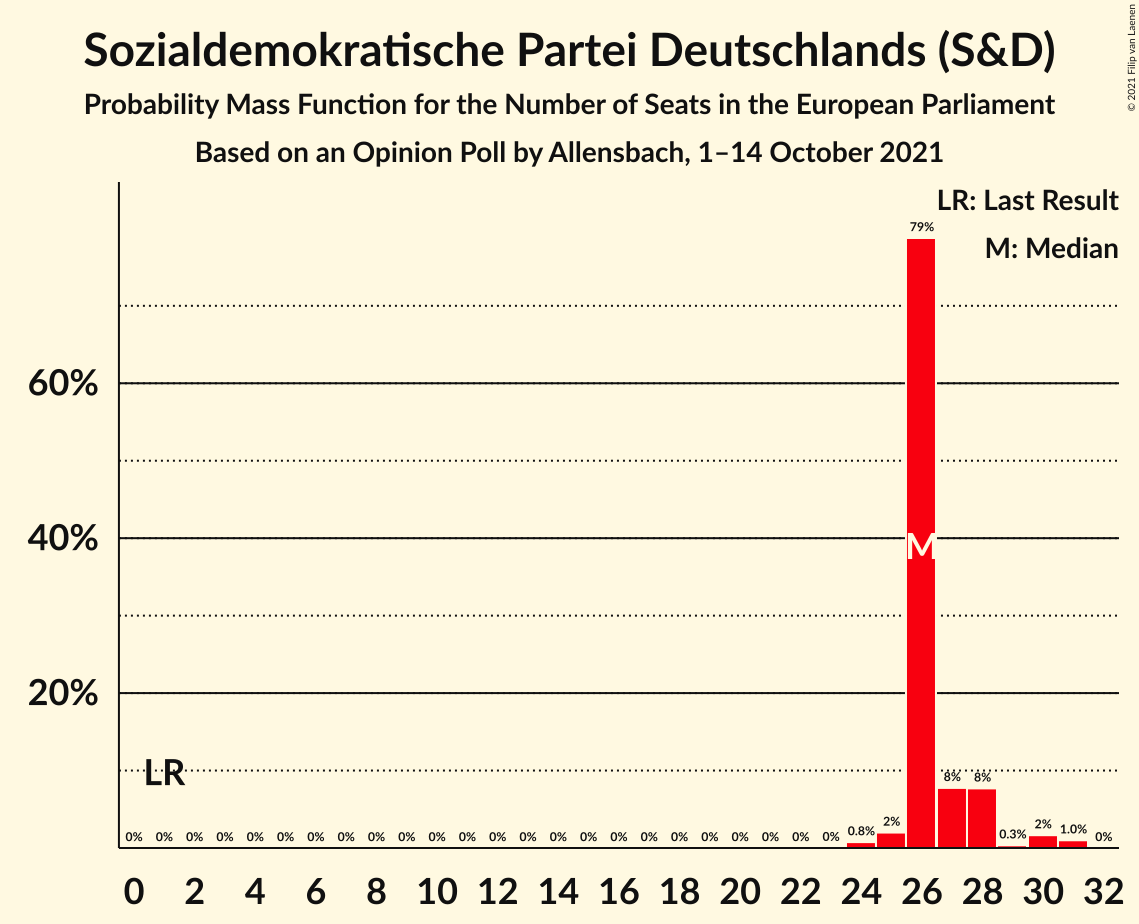 Sozialdemokratische Partei Deutschlands (S&D)
Probability Mass Function for the Number of Seats in the European Parliament
Based on an Opinion Poll by Allensbach, 1–14 October 2021
© 2021 Filip van Laenen
LR: Last Result
M: Median
79%
60%
40%
M
20%
LR
0% 0% 0% 0% 0% 0% 0% 0% 0% 0% 0% 0% 0% 0% 0% 0% 0% 0% 0% 0% 0% 0% 0% 0% 0.8% 2% 8% 8% 0.3% 2% 1.0% 0%
0 2 4 6 8 10 12 14 16 18 20 22 24 26 28 30 32